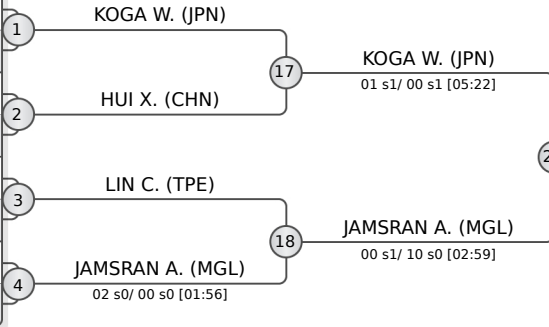 KOGA W. (JPN)
1
KOGA W. (JPN)
17
01 s1/ 00 s1 [05:22]
HUI X. (CHN)
2
LIN C. (TPE)
3
JAMSRAN A. (MGL)
18
00 s1/ 10 s0 [02:59]
JAMSRAN A. (MGL)
4
02 s0/ 00 s0 [01:56]